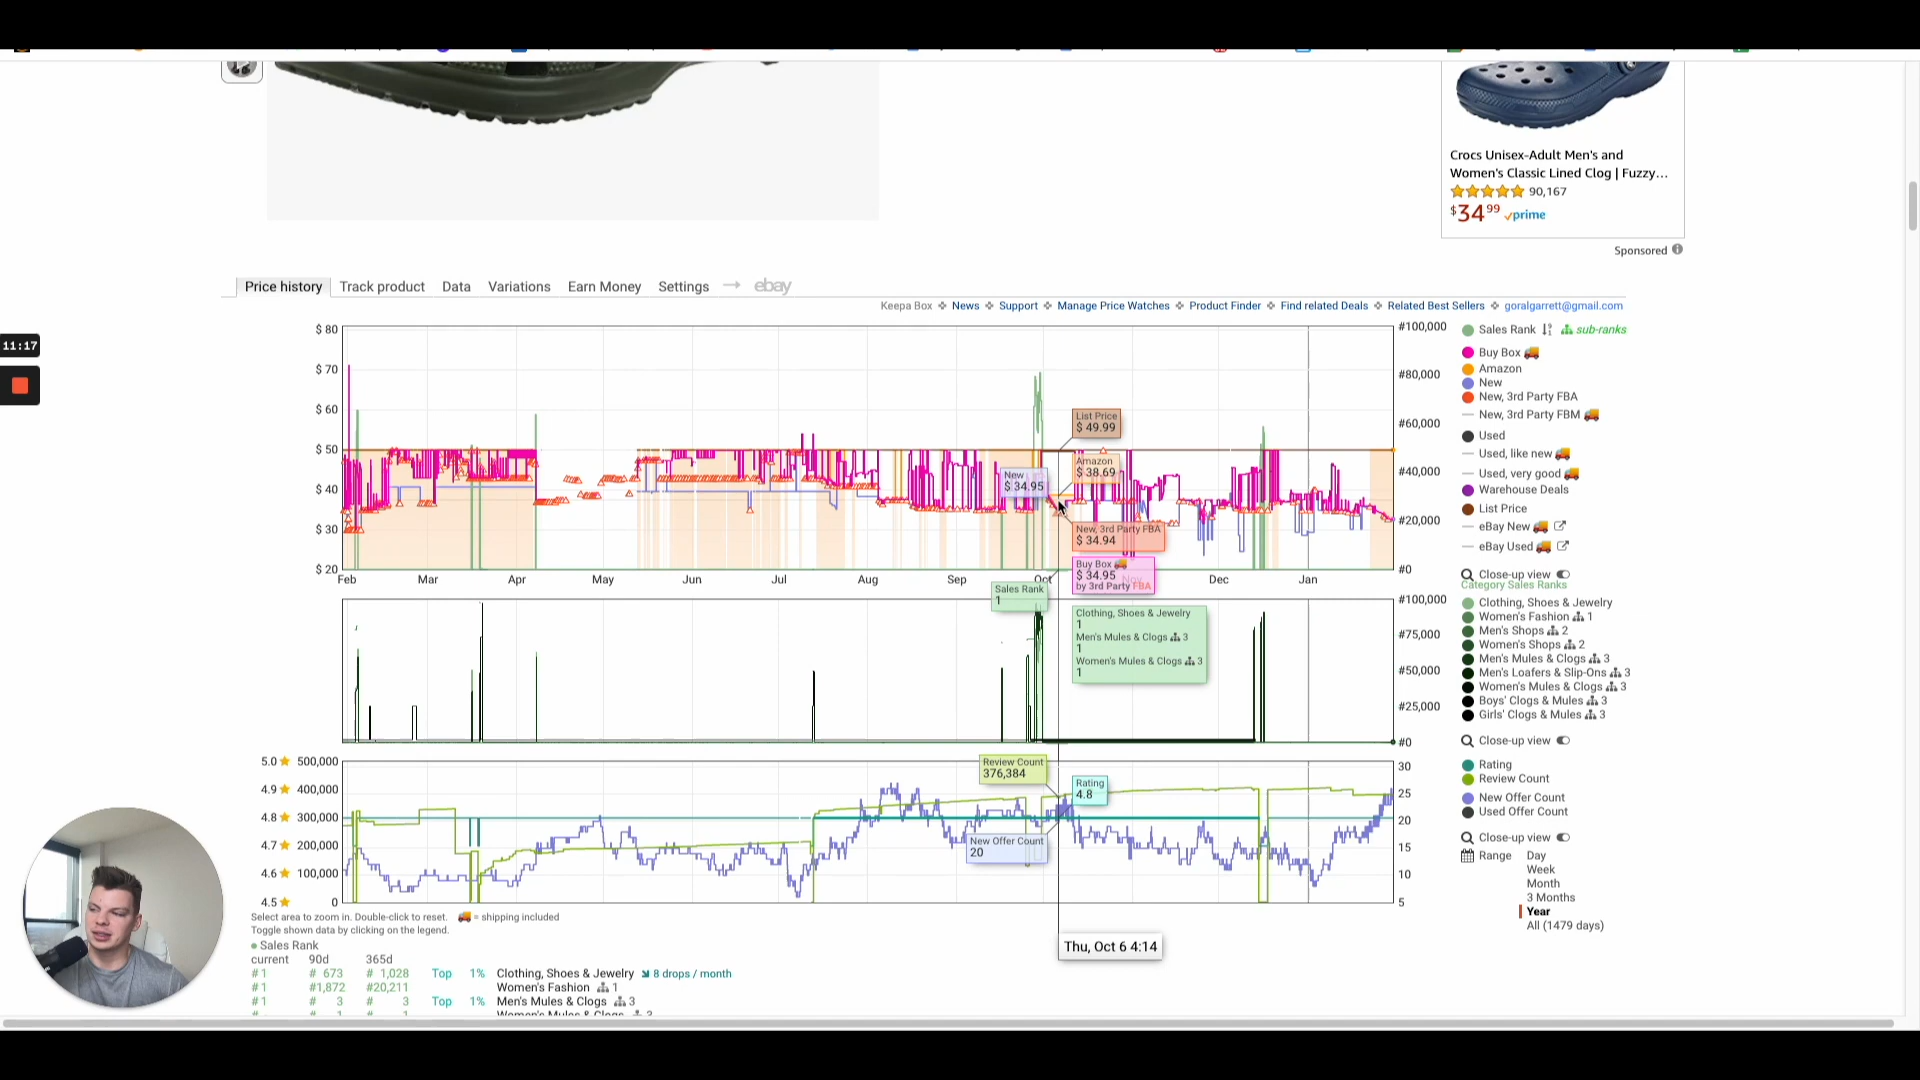 Crocs Unisex-Adult Men's and
Women's Classic Lined Clog | Fuzzy…
90,167
$34 99 prime
Sponsored
Price history Track product Data Variations Earn Money Settings → ebay
Keepa Box News Support Manage Price Watches Product Finder Find related Deals Related Best Sellers goralgarrett@gmail.com
11:17
$ 80
$ 70
$ 60
$ 50
$ 40
$ 30
$ 20
#100,000
#80,000
#60,000
#40,000
#20,000
#0
Feb Mar Apr May Jun Jul Aug Sep Oct Nov Dec Jan
List Price
$ 49.99
Amazon
$ 38.69
New
$ 34.95
New, 3rd Party FBA
$ 34.94
Buy Box
$ 34.95
by 3rd Party FBA
Sales Rank
1
Sales Rank sub-ranks
Buy Box
Amazon
New
New, 3rd Party FBA
New, 3rd Party FBM
Used
Used, like new
Used, very good
Warehouse Deals
List Price
eBay New
eBay Used
Close-up view
Category Sales Ranks
#100,000
#75,000
#50,000
#25,000
#0
Clothing, Shoes & Jewelry
1
Men's Mules & Clogs 3
1
Women's Mules & Clogs 3
1
Clothing, Shoes & Jewelry
Women's Fashion 1
Men's Shops 2
Women's Shops 2
Men's Mules & Clogs 3
Men's Loafers & Slip-Ons 3
Women's Mules & Clogs 3
Boys' Clogs & Mules 3
Girls' Clogs & Mules 3
Close-up view
5.0 500,000
4.9 400,000
4.8 300,000
4.7 200,000
4.6 100,000
4.5 0
30
25
20
15
10
5
Review Count
376,384
Rating
4.8
New Offer Count
20
Rating
Review Count
New Offer Count
Used Offer Count
Close-up view
Range Day
Week
Month
3 Months
Year
All (1479 days)
Select area to zoom in. Double-click to reset. = shipping included
Toggle shown data by clicking on the legend.
Thu, Oct 6 4:14
Sales Rank
current 90d 365d
# 1 # 673 # 1,028 Top 1% Clothing, Shoes & Jewelry 8 drops / month
# 1 #1,872 #20,211 Women's Fashion 1
# 1 # 3 # 3 Top 1% Men's Mules & Clogs 3